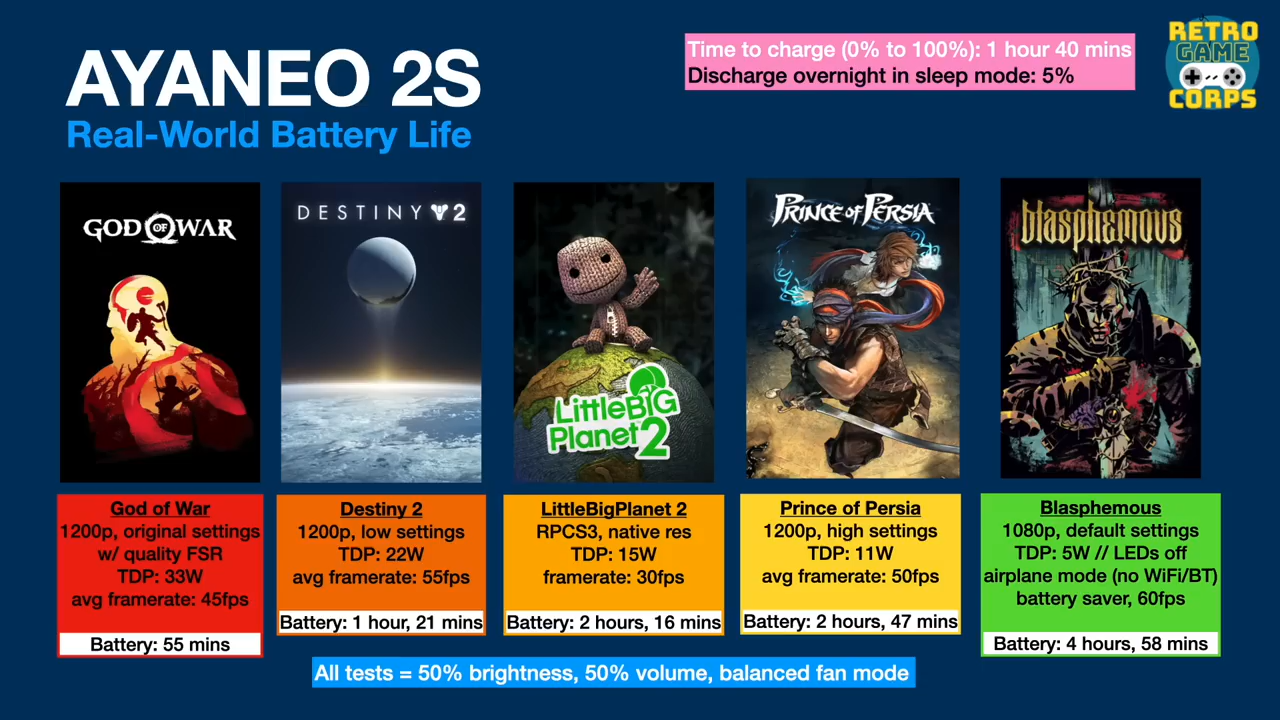 AYANEO 2S
Real-World Battery Life
Time to charge (0% to 100%): 1 hour 40 mins
Discharge overnight in sleep mode: 5%
RETRO
GAME
CORPS
GOD OF WAR
DESTINY 2
LittleBIG
Planet 2
PRINCE OF PERSIA
blasphemous
God of War
1200p, original settings
w/ quality FSR
TDP: 33W
avg framerate: 45fps
Battery: 55 mins
Destiny 2
1200p, low settings
TDP: 22W
avg framerate: 55fps
Battery: 1 hour, 21 mins
LittleBigPlanet 2
RPCS3, native res
TDP: 15W
framerate: 30fps
Battery: 2 hours, 16 mins
Prince of Persia
1200p, high settings
TDP: 11W
avg framerate: 50fps
Battery: 2 hours, 47 mins
Blasphemous
1080p, default settings
TDP: 5W // LEDs off
airplane mode (no WiFi/BT)
battery saver, 60fps
Battery: 4 hours, 58 mins
All tests = 50% brightness, 50% volume, balanced fan mode